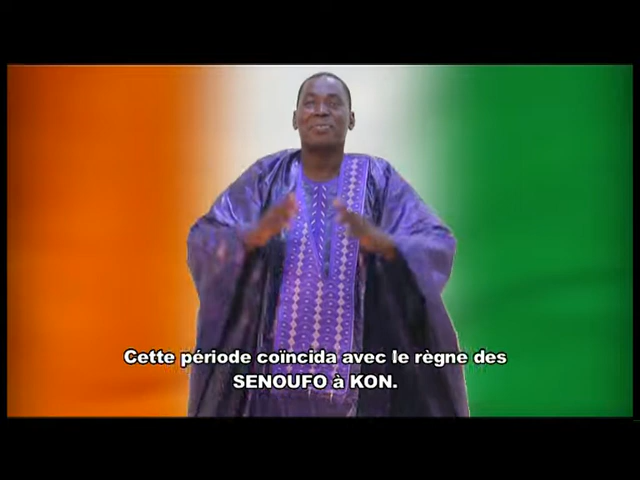 Cette période coïncida avec le règne des
SENOUFO à KON.